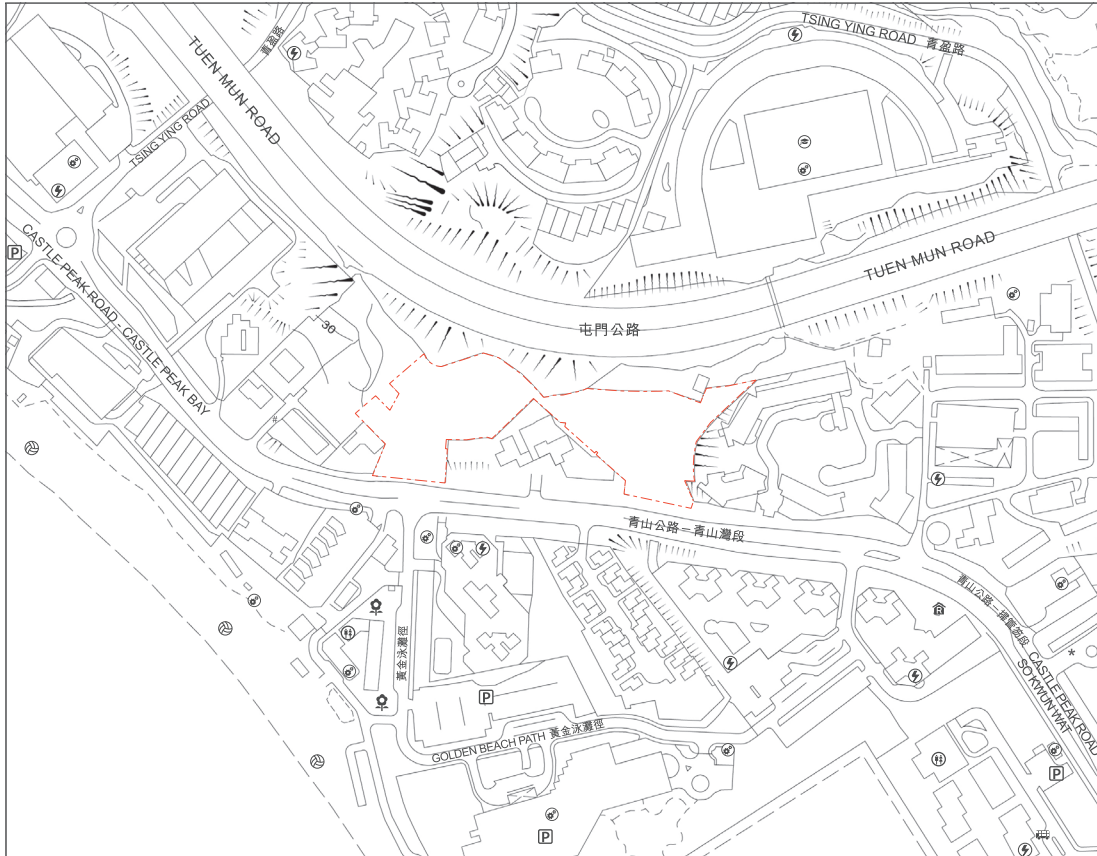 TSING YING ROAD 青盈路
青盈路
TUEN MUN ROAD
TSING YING ROAD
CASTLE PEAK ROAD - CASTLE PEAK BAY
P
TUEN MUN ROAD
屯門公路
30
#
青山公路－青山灣段
青山公路－掃管笏段
CASTLE PEAK ROAD
SO KWUN WAT
R
*
黃金泳灘徑
P
GOLDEN BEACH PATH 黃金泳灘徑
P
P